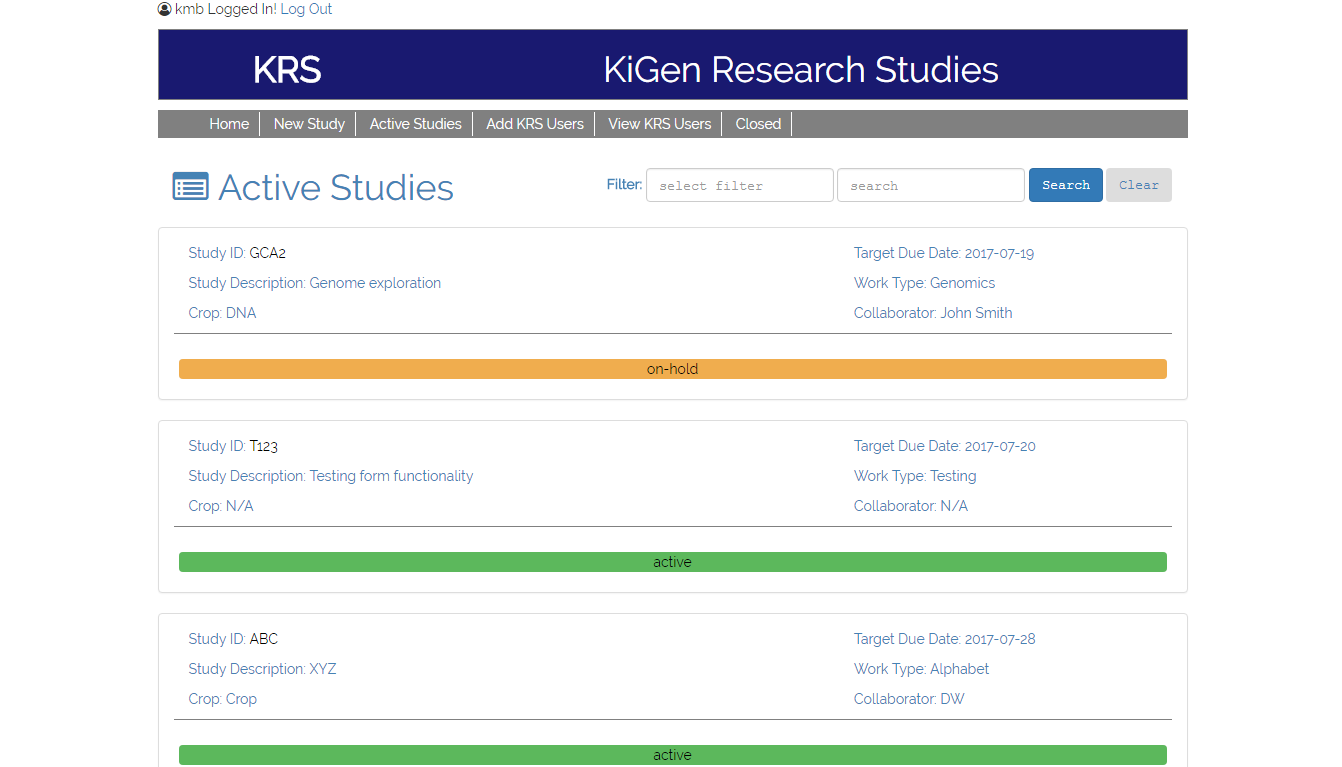 kmb Logged In! Log Out
KRS KiGen Research Studies
Home New Study Active Studies Add KRS Users View KRS Users Closed
Active Studies Filter: select filter search Search Clear
Study ID: GCA2 Target Due Date: 2017-07-19
Study Description: Genome exploration Work Type: Genomics
Crop: DNA Collaborator: John Smith
on-hold
Study ID: T123 Target Due Date: 2017-07-20
Study Description: Testing form functionality Work Type: Testing
Crop: N/A Collaborator: N/A
active
Study ID: ABC Target Due Date: 2017-07-28
Study Description: XYZ Work Type: Alphabet
Crop: Crop Collaborator: DW
active